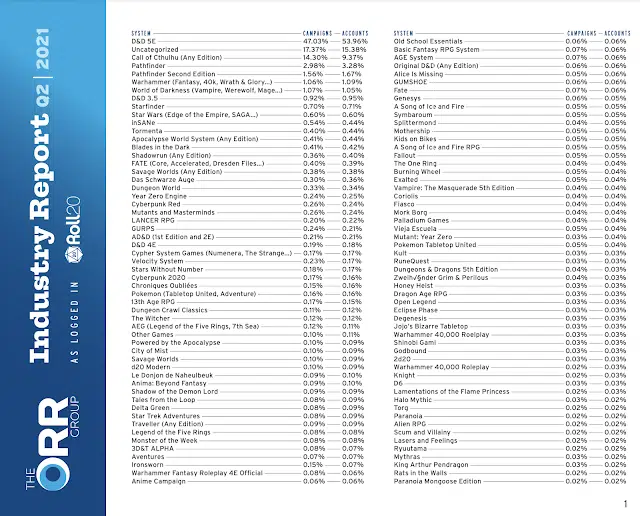 Industry Report Q2 | 2021
AS LOGGED IN Roll20
THE ORR GROUP
SYSTEM CAMPAIGNS ACCOUNTS
D&D 5E 47.03% 53.96%
Uncategorized 17.37% 15.38%
Call of Cthulhu (Any Edition) 14.30% 9.37%
Pathfinder 2.98% 3.28%
Pathfinder Second Edition 1.56% 1.67%
Warhammer (Fantasy, 40k, Wrath & Glory...) 1.06% 1.09%
World of Darkness (Vampire, Werewolf, Mage...) 1.07% 1.05%
D&D 3.5 0.92% 0.95%
Starfinder 0.70% 0.71%
Star Wars (Edge of the Empire, SAGA...) 0.60% 0.60%
inSANe 0.54% 0.44%
Tormenta 0.40% 0.44%
Apocalypse World System (Any Edition) 0.41% 0.44%
Blades in the Dark 0.41% 0.42%
Shadowrun (Any Edition) 0.36% 0.40%
FATE (Core, Accelerated, Dresden Files...) 0.40% 0.39%
Savage Worlds (Any Edition) 0.38% 0.38%
Das Schwarze Auge 0.30% 0.36%
Dungeon World 0.33% 0.34%
Year Zero Engine 0.24% 0.25%
Cyberpunk Red 0.26% 0.24%
Mutants and Masterminds 0.26% 0.24%
LANCER RPG 0.20% 0.22%
GURPS 0.24% 0.21%
AD&D (1st Edition and 2E) 0.21% 0.21%
D&D 4E 0.19% 0.18%
Cypher System Games (Numenera, The Strange...) 0.17% 0.17%
Velocity System 0.23% 0.17%
Stars Without Number 0.18% 0.17%
Cyberpunk 2020 0.17% 0.16%
Chroniques Oubliées 0.15% 0.16%
Pokemon (Tabletop United, Adventure) 0.16% 0.16%
13th Age RPG 0.17% 0.15%
Dungeon Crawl Classics 0.11% 0.12%
The Witcher 0.12% 0.12%
AEG (Legend of the Five Rings, 7th Sea) 0.12% 0.11%
Other Games 0.10% 0.11%
Powered by the Apocalypse 0.10% 0.09%
City of Mist 0.10% 0.09%
Savage Worlds 0.10% 0.09%
d20 Modern 0.10% 0.09%
Le Donjon de Naheulbeuk 0.09% 0.10%
Anima: Beyond Fantasy 0.09% 0.10%
Shadow of the Demon Lord 0.09% 0.09%
Tales from the Loop 0.08% 0.09%
Delta Green 0.08% 0.09%
Star Trek Adventures 0.08% 0.09%
Traveller (Any Edition) 0.09% 0.08%
Legend of the Five Rings 0.08% 0.08%
Monster of the Week 0.08% 0.08%
3D&T ALPHA 0.08% 0.08%
Aventures 0.07% 0.07%
Ironsworn 0.15% 0.07%
Warhammer Fantasy Roleplay 4E Official 0.08% 0.06%
Anime Campaign 0.06% 0.06%
SYSTEM CAMPAIGNS ACCOUNTS
Old School Essentials 0.06% 0.06%
Basic Fantasy RPG System 0.07% 0.06%
AGE System 0.07% 0.06%
Original D&D (Any Edition) 0.06% 0.06%
Alice Is Missing 0.05% 0.06%
GUMSHOE 0.06% 0.06%
Fate 0.07% 0.06%
Genesys 0.06% 0.06%
A Song of Ice and Fire 0.05% 0.05%
Symbaroum 0.05% 0.05%
Splittermond 0.04% 0.05%
Mothership 0.05% 0.05%
Kids on Bikes 0.05% 0.05%
A Song of Ice and Fire RPG 0.05% 0.05%
Fallout 0.05% 0.05%
The One Ring 0.04% 0.05%
Burning Wheel 0.05% 0.05%
Exalted 0.05% 0.04%
Vampire: The Masquerade 5th Edition 0.04% 0.04%
Coriolis 0.04% 0.04%
Fiasco 0.04% 0.04%
Mork Borg 0.04% 0.04%
Palladium Games 0.04% 0.04%
Vieja Escuela 0.05% 0.04%
Mutant: Year Zero 0.03% 0.04%
Pokemon Tabletop United 0.05% 0.04%
Kult 0.03% 0.03%
RuneQuest 0.03% 0.03%
Dungeons & Dragons 5th Edition 0.04% 0.03%
Zweihänder Grim & Perilous 0.04% 0.03%
Honey Heist 0.03% 0.03%
Dragon Age RPG 0.03% 0.03%
Open Legend 0.03% 0.03%
Eclipse Phase 0.03% 0.03%
Degenesis 0.02% 0.03%
Jojo's Bizarre Tabletop 0.03% 0.03%
Warhammer 40,000 Roelplay 0.03% 0.03%
Shinobi Gami 0.03% 0.03%
Godbound 0.03% 0.03%
2d20 0.03% 0.03%
Warhammer 40,000 Roleplay 0.02% 0.03%
Knight 0.02% 0.03%
D6 0.03% 0.03%
Lamentations of the Flame Princess 0.02% 0.03%
Halo Mythic 0.03% 0.02%
Torg 0.02% 0.02%
Paranoia 0.02% 0.02%
Alien RPG 0.02% 0.02%
Scum and Villainy 0.02% 0.02%
Lasers and Feelings 0.02% 0.02%
Ryuutama 0.02% 0.02%
Mythras 0.03% 0.02%
King Arthur Pendragon 0.03% 0.02%
Rats in the Walls 0.02% 0.02%
Paranoia Mongoose Edition 0.02% 0.02%
1